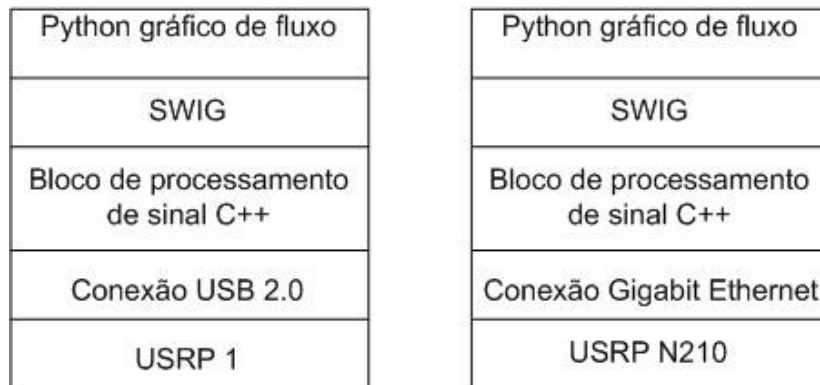 Python gráfico de fluxo
SWIG
Bloco de processamento
de sinal C++
Conexão USB 2.0
USRP 1
Python gráfico de fluxo
SWIG
Bloco de processamento
de sinal C++
Conexão Gigabit Ethernet
USRP N210